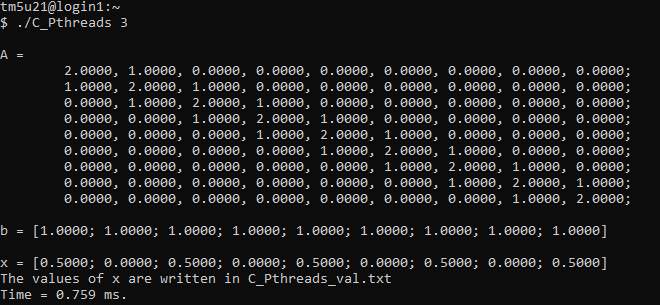 tm5u21@login1:~
$ ./C_Pthreads 3
A =
2.0000, 1.0000, 0.0000, 0.0000, 0.0000, 0.0000, 0.0000, 0.0000, 0.0000;
1.0000, 2.0000, 1.0000, 0.0000, 0.0000, 0.0000, 0.0000, 0.0000, 0.0000;
0.0000, 1.0000, 2.0000, 1.0000, 0.0000, 0.0000, 0.0000, 0.0000, 0.0000;
0.0000, 0.0000, 1.0000, 2.0000, 1.0000, 0.0000, 0.0000, 0.0000, 0.0000;
0.0000, 0.0000, 0.0000, 1.0000, 2.0000, 1.0000, 0.0000, 0.0000, 0.0000;
0.0000, 0.0000, 0.0000, 0.0000, 1.0000, 2.0000, 1.0000, 0.0000, 0.0000;
0.0000, 0.0000, 0.0000, 0.0000, 0.0000, 1.0000, 2.0000, 1.0000, 0.0000;
0.0000, 0.0000, 0.0000, 0.0000, 0.0000, 0.0000, 1.0000, 2.0000, 1.0000;
0.0000, 0.0000, 0.0000, 0.0000, 0.0000, 0.0000, 0.0000, 1.0000, 2.0000;
b = [1.0000; 1.0000; 1.0000; 1.0000; 1.0000; 1.0000; 1.0000; 1.0000; 1.0000]
x = [0.5000; 0.0000; 0.5000; 0.0000; 0.5000; 0.0000; 0.5000; 0.0000; 0.5000]
The values of x are written in C_Pthreads_val.txt
Time = 0.759 ms.